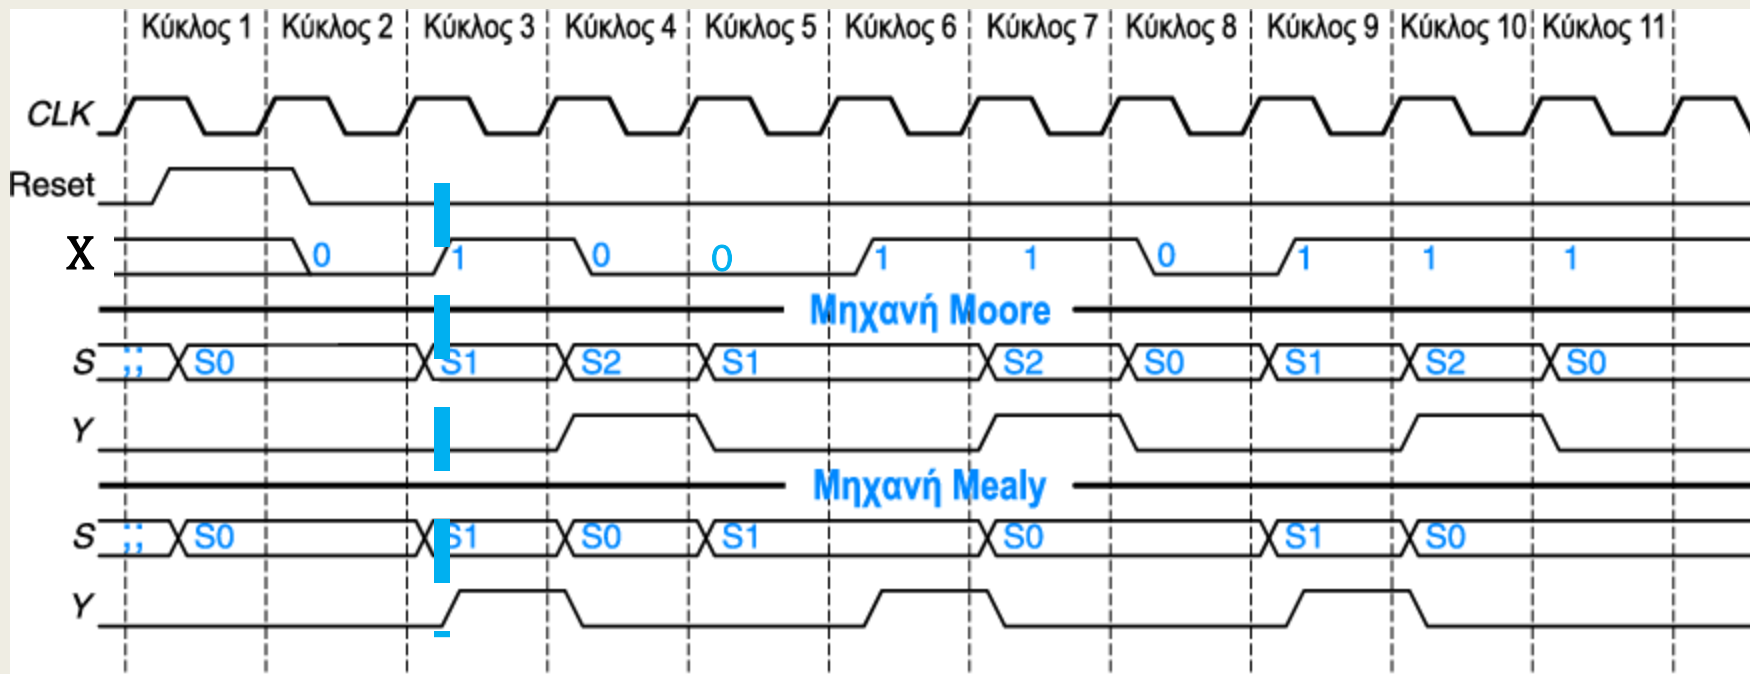 Κύκλος 1 Κύκλος 2 Κύκλος 3 Κύκλος 4 Κύκλος 5 Κύκλος 6 Κύκλος 7 Κύκλος 8 Κύκλος 9 Κύκλος 10 Κύκλος 11
CLK
Reset
X 0 1 0 0 1 1 0 1 1 1
Μηχανή Moore
S ;; S0 S1 S2 S1 S2 S0 S1 S2 S0
Y
Μηχανή Mealy
S ;; S0 S1 S0 S1 S0 S1 S0
Y